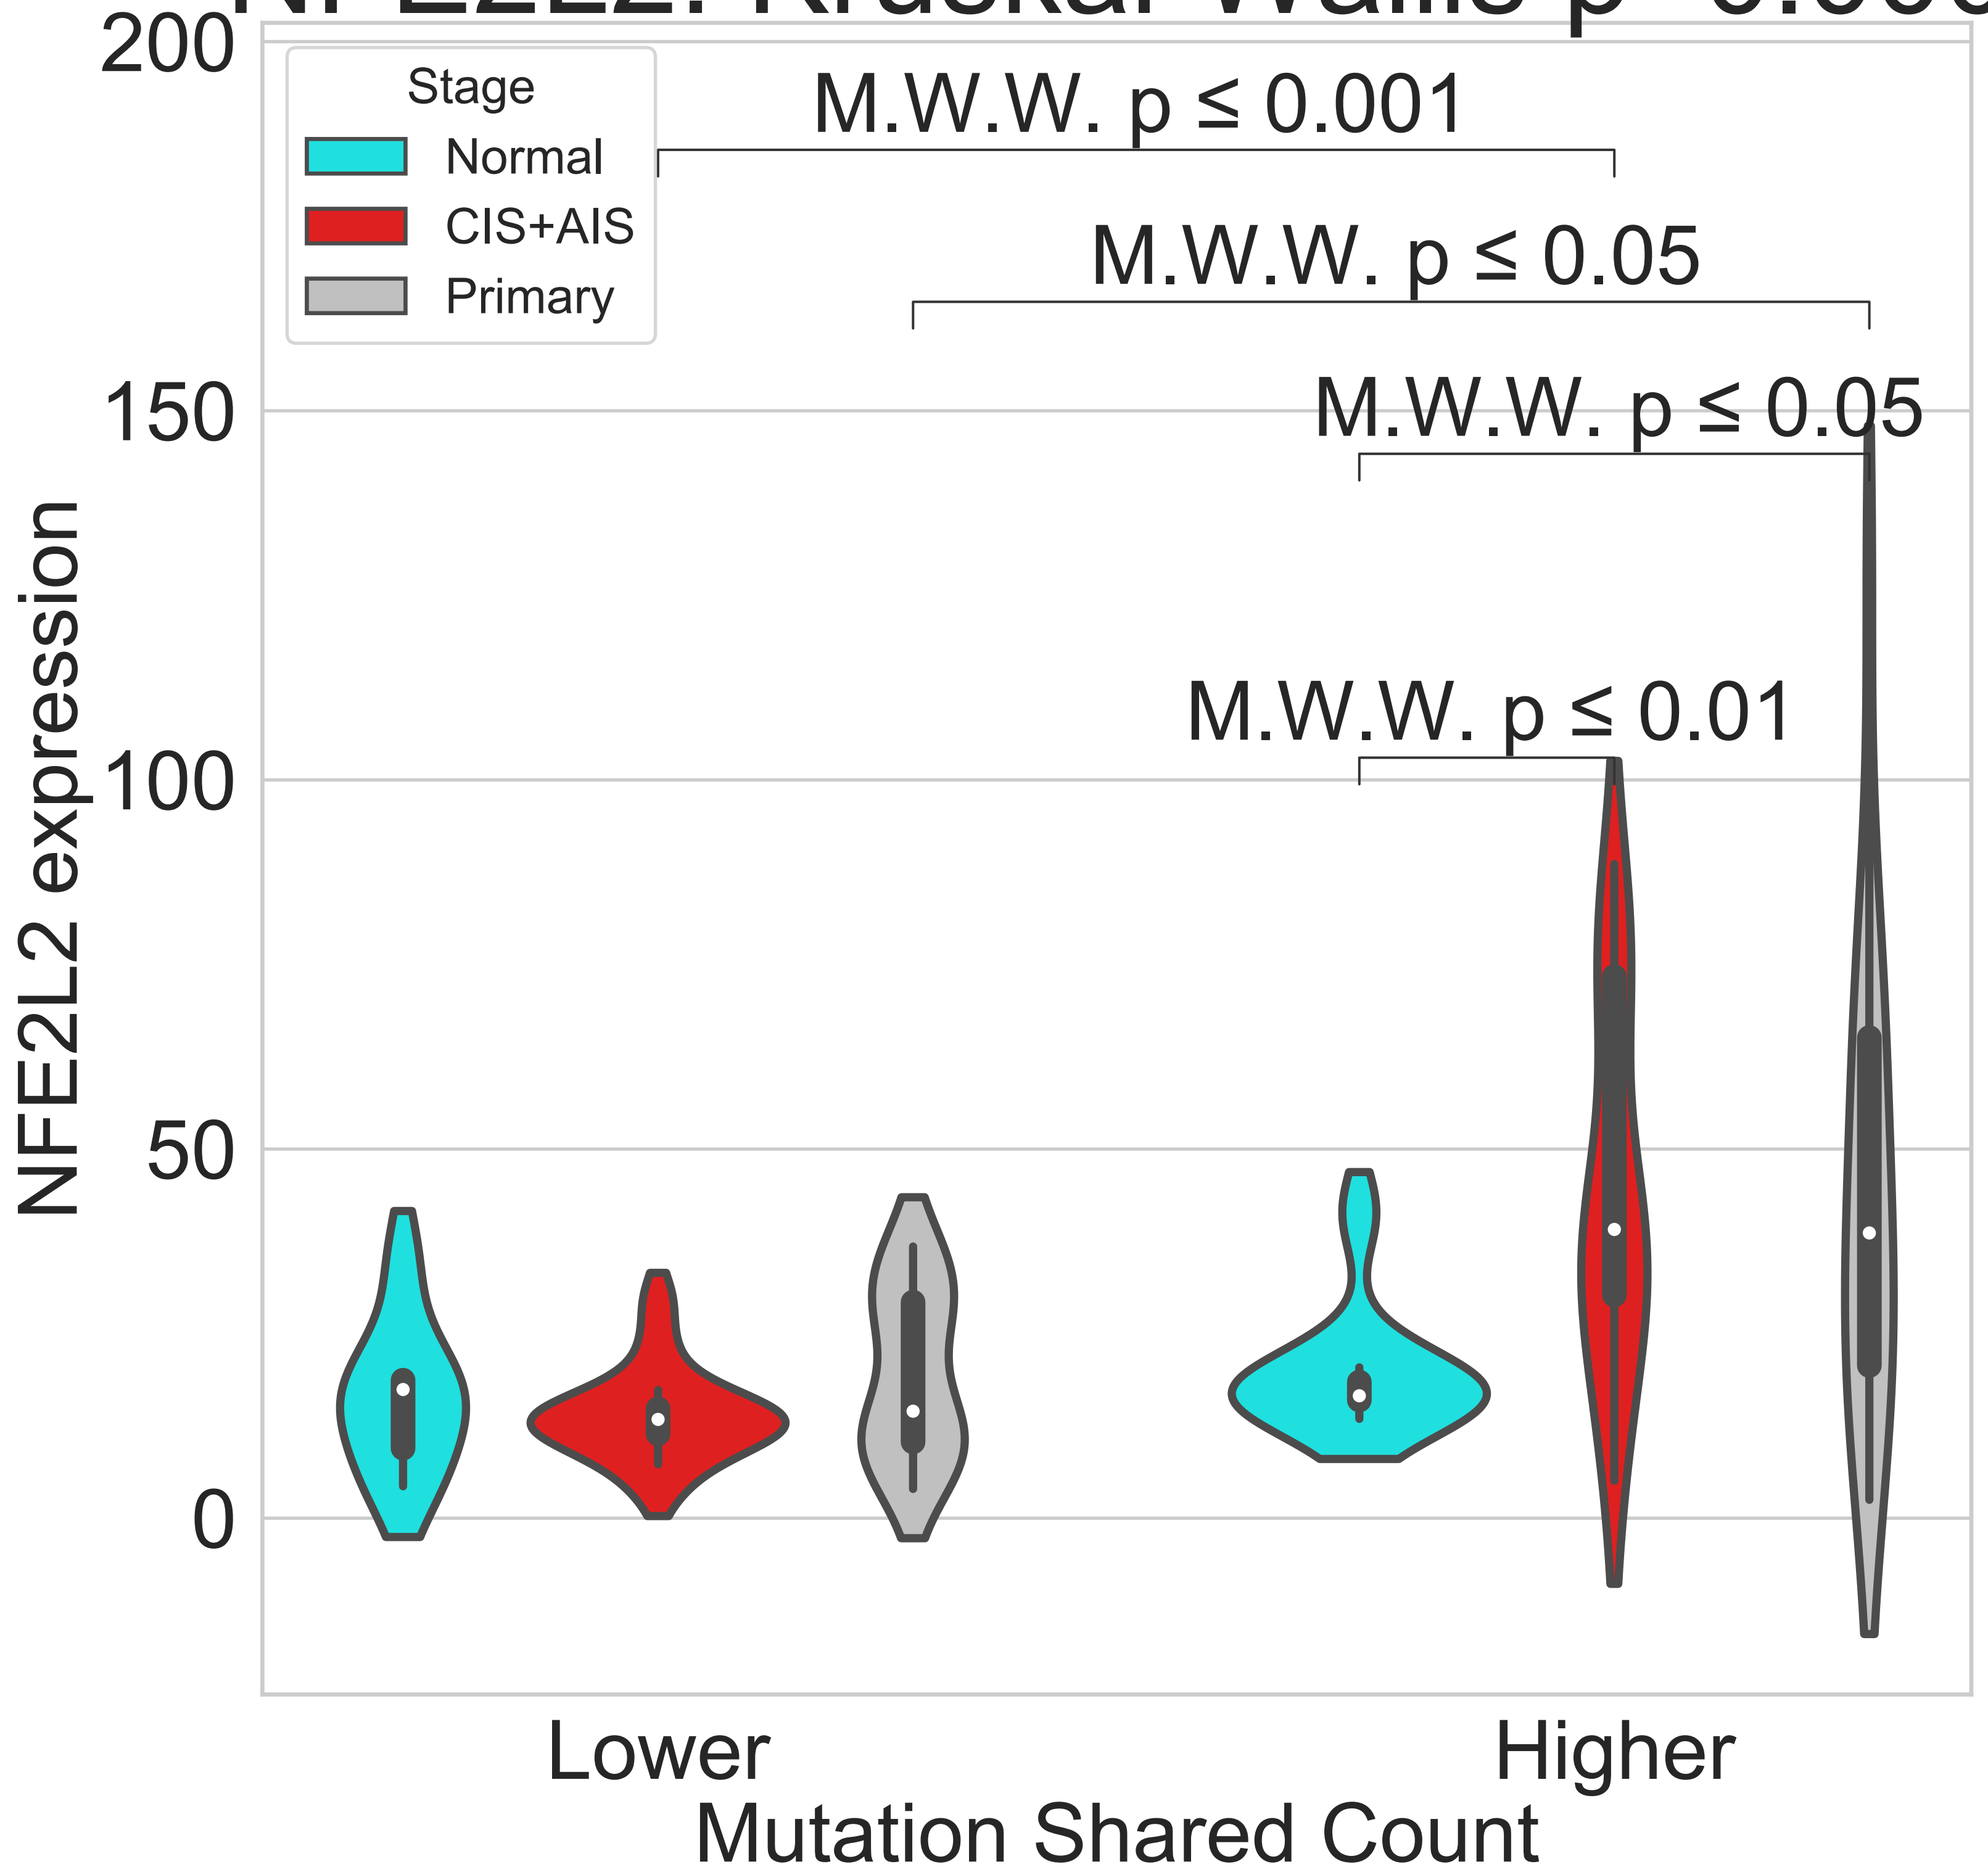 200
Stage
Normal
CIS+AIS
Primary
M.W.W. p ≤ 0.001
M.W.W. p ≤ 0.05
150
M.W.W. p ≤ 0.05
M.W.W. p ≤ 0.01
100
50
0
NFE2L2 expression
Lower
Higher
Mutation Shared Count